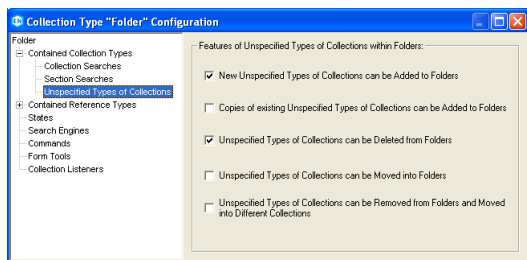 Collection Type "Folder" Configuration
Folder
Contained Collection Types
Collection Searches
Section Searches
Unspecified Types of Collections
Contained Reference Types
States
Search Engines
Commands
Form Tools
Collection Listeners
Features of Unspecified Types of Collections within Folders:
New Unspecified Types of Collections can be Added to Folders
Copies of existing Unspecified Types of Collections can be Added to Folders
Unspecified Types of Collections can be Deleted from Folders
Unspecified Types of Collections can be Moved into Folders
Unspecified Types of Collections can be Removed from Folders and Moved
into Different Collections